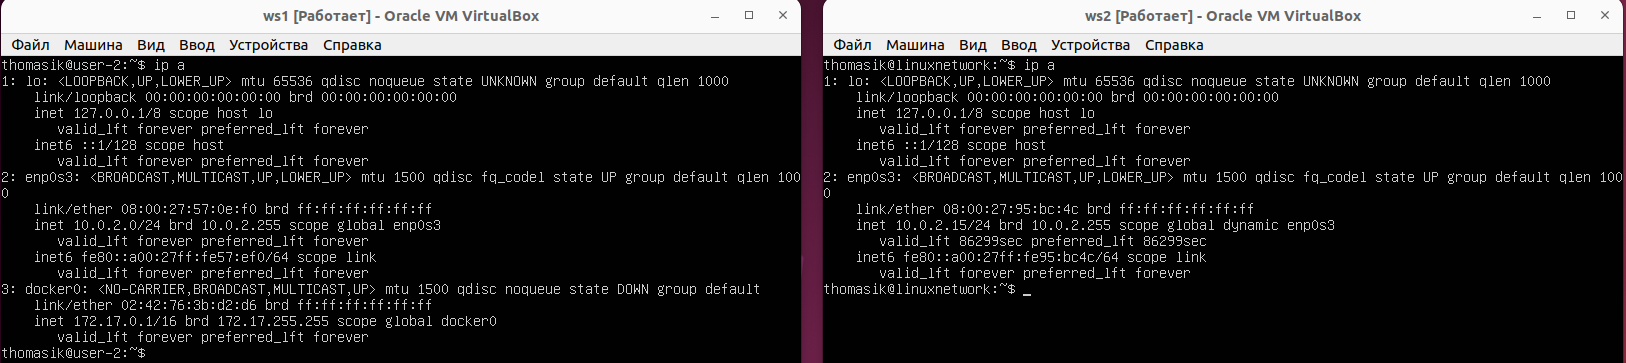 ws1 [Работает] - Oracle VM VirtualBox
Файл Машина Вид Ввод Устройства Справка
thomasik@user-2:~$ ip a
1: lo: <LOOPBACK,UP,LOWER_UP> mtu 65536 qdisc noqueue state UNKNOWN group default qlen 1000
link/loopback 00:00:00:00:00:00 brd 00:00:00:00:00:00
inet 127.0.0.1/8 scope host lo
valid_lft forever preferred_lft forever
inet6 ::1/128 scope host
valid_lft forever preferred_lft forever
2: enp0s3: <BROADCAST,MULTICAST,UP,LOWER_UP> mtu 1500 qdisc fq_codel state UP group default qlen 100
0
link/ether 08:00:27:57:0e:f0 brd ff:ff:ff:ff:ff:ff
inet 10.0.2.0/24 brd 10.0.2.255 scope global enp0s3
valid_lft forever preferred_lft forever
inet6 fe80::a00:27ff:fe57:ef0/64 scope link
valid_lft forever preferred_lft forever
3: docker0: <NO-CARRIER,BROADCAST,MULTICAST,UP> mtu 1500 qdisc noqueue state DOWN group default
link/ether 02:42:76:3b:d2:d6 brd ff:ff:ff:ff:ff:ff
inet 172.17.0.1/16 brd 172.17.255.255 scope global docker0
valid_lft forever preferred_lft forever
thomasik@user-2:~$
ws2 [Работает] - Oracle VM VirtualBox
Файл Машина Вид Ввод Устройства Справка
thomasik@linuxnetwork:~$ ip a
1: lo: <LOOPBACK,UP,LOWER_UP> mtu 65536 qdisc noqueue state UNKNOWN group default qlen 1000
link/loopback 00:00:00:00:00:00 brd 00:00:00:00:00:00
inet 127.0.0.1/8 scope host lo
valid_lft forever preferred_lft forever
inet6 ::1/128 scope host
valid_lft forever preferred_lft forever
2: enp0s3: <BROADCAST,MULTICAST,UP,LOWER_UP> mtu 1500 qdisc fq_codel state UP group default qlen 100
0
link/ether 08:00:27:95:bc:4c brd ff:ff:ff:ff:ff:ff
inet 10.0.2.15/24 brd 10.0.2.255 scope global dynamic enp0s3
valid_lft 86299sec preferred_lft 86299sec
inet6 fe80::a00:27ff:fe95:bc4c/64 scope link
valid_lft forever preferred_lft forever
thomasik@linuxnetwork:~$ _